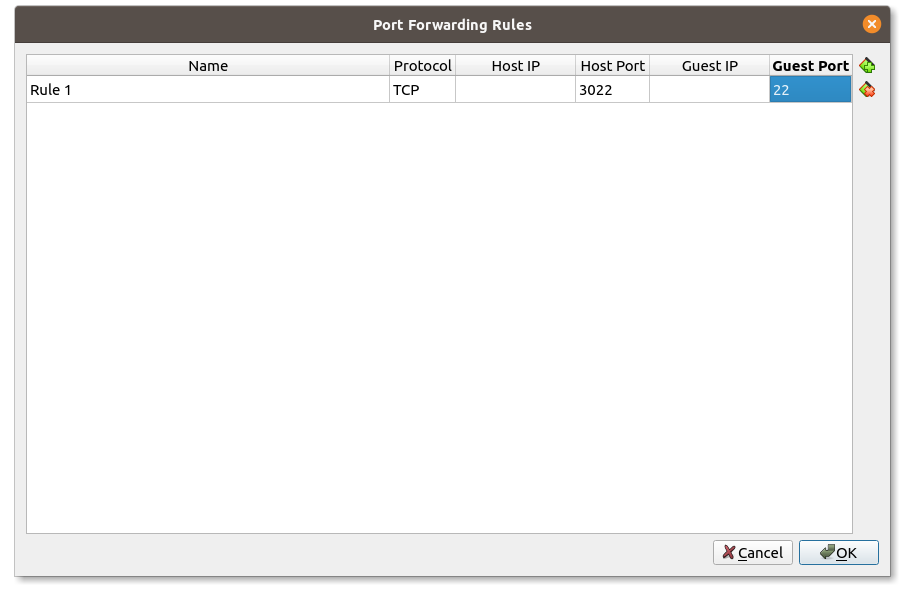 Port Forwarding Rules
Name Protocol Host IP Host Port Guest IP Guest Port
Rule 1 TCP 3022 22
Cancel OK